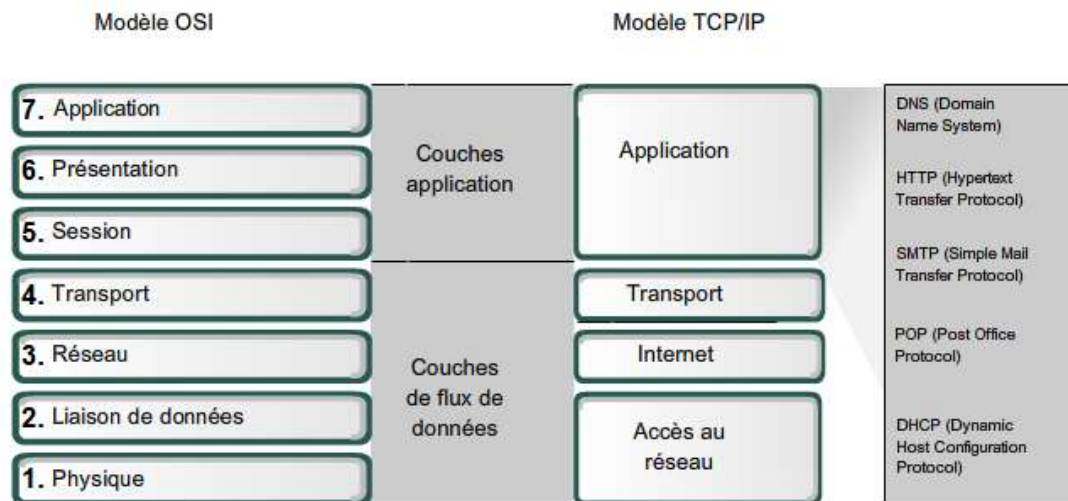 Modèle OSI
Modèle TCP/IP
7. Application
6. Présentation
5. Session
4. Transport
3. Réseau
2. Liaison de données
1. Physique
Couches
application
Couches
de flux de
données
Application
Transport
Internet
Accès au
réseau
DNS (Domain
Name System)
HTTP (Hypertext
Transfer Protocol)
SMTP (Simple Mail
Transfer Protocol)
POP (Post Office
Protocol)
DHCP (Dynamic
Host Configuration
Protocol)